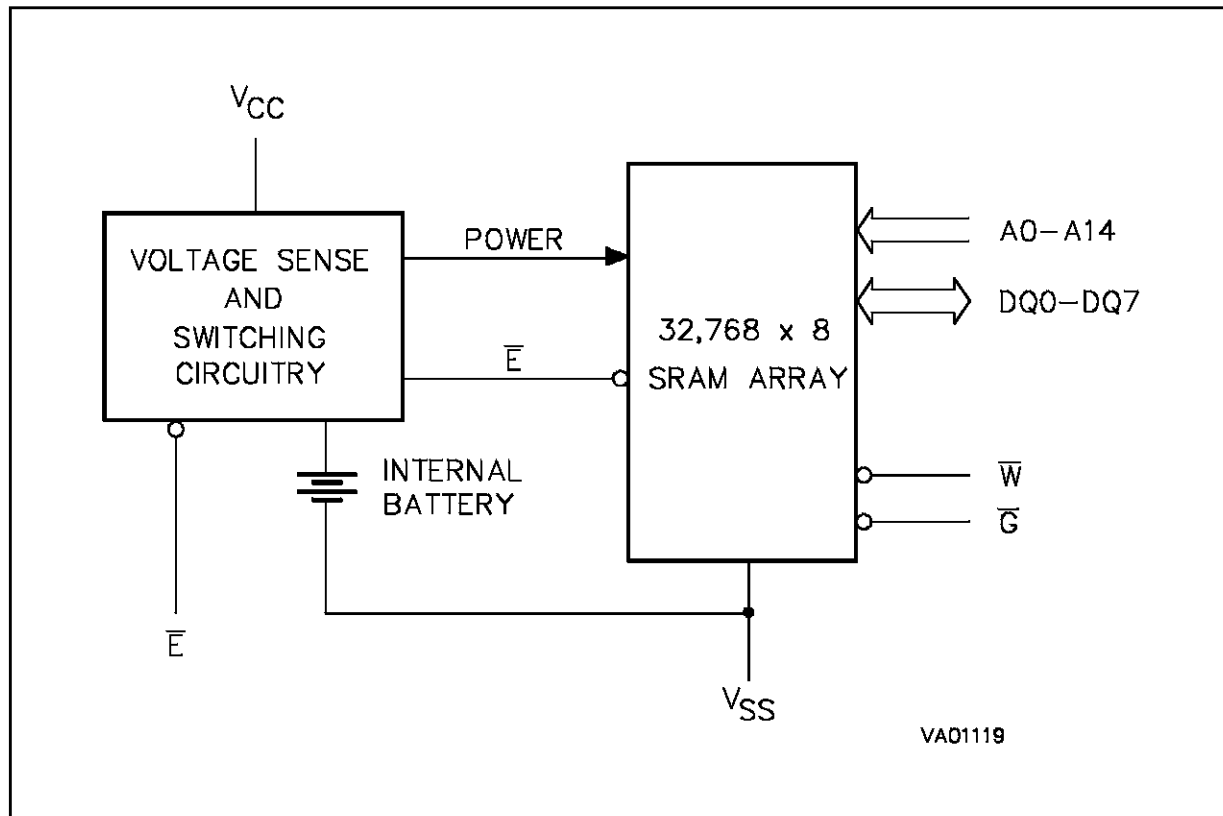 VCC
VOLTAGE SENSE
AND
SWITCHING
CIRCUITRY
POWER
E̅
INTERNAL
BATTERY
E̅
32,768 x 8
SRAM ARRAY
A0-A14
DQ0-DQ7
W̅
G̅
VSS
VA01119